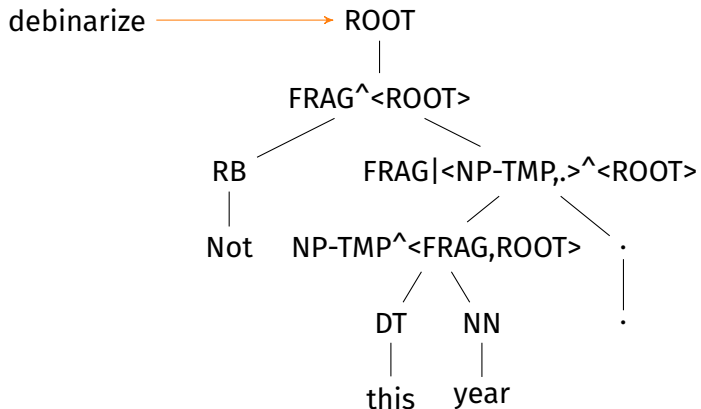 debinarize ROOT
FRAG^<ROOT>
RB FRAG|<NP-TMP,.>^<ROOT>
Not NP-TMP^<FRAG,ROOT> .
DT NN .
this year